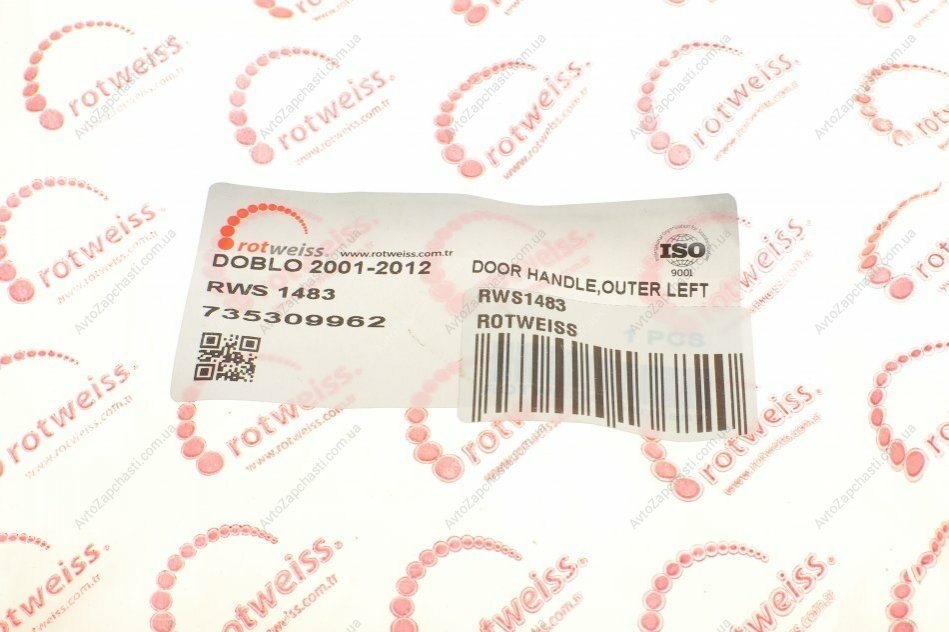 rotweiss. www.rotweiss.com.tr
DOBLO 2001-2012
RWS 1483
735309962
ISO
9001
DOOR HANDLE,OUTER LEFT
RWS1483
ROTWEISS
1 PCS
rotweiss.
www.rotweiss.com.tr
AvtoZapchasti.com.ua